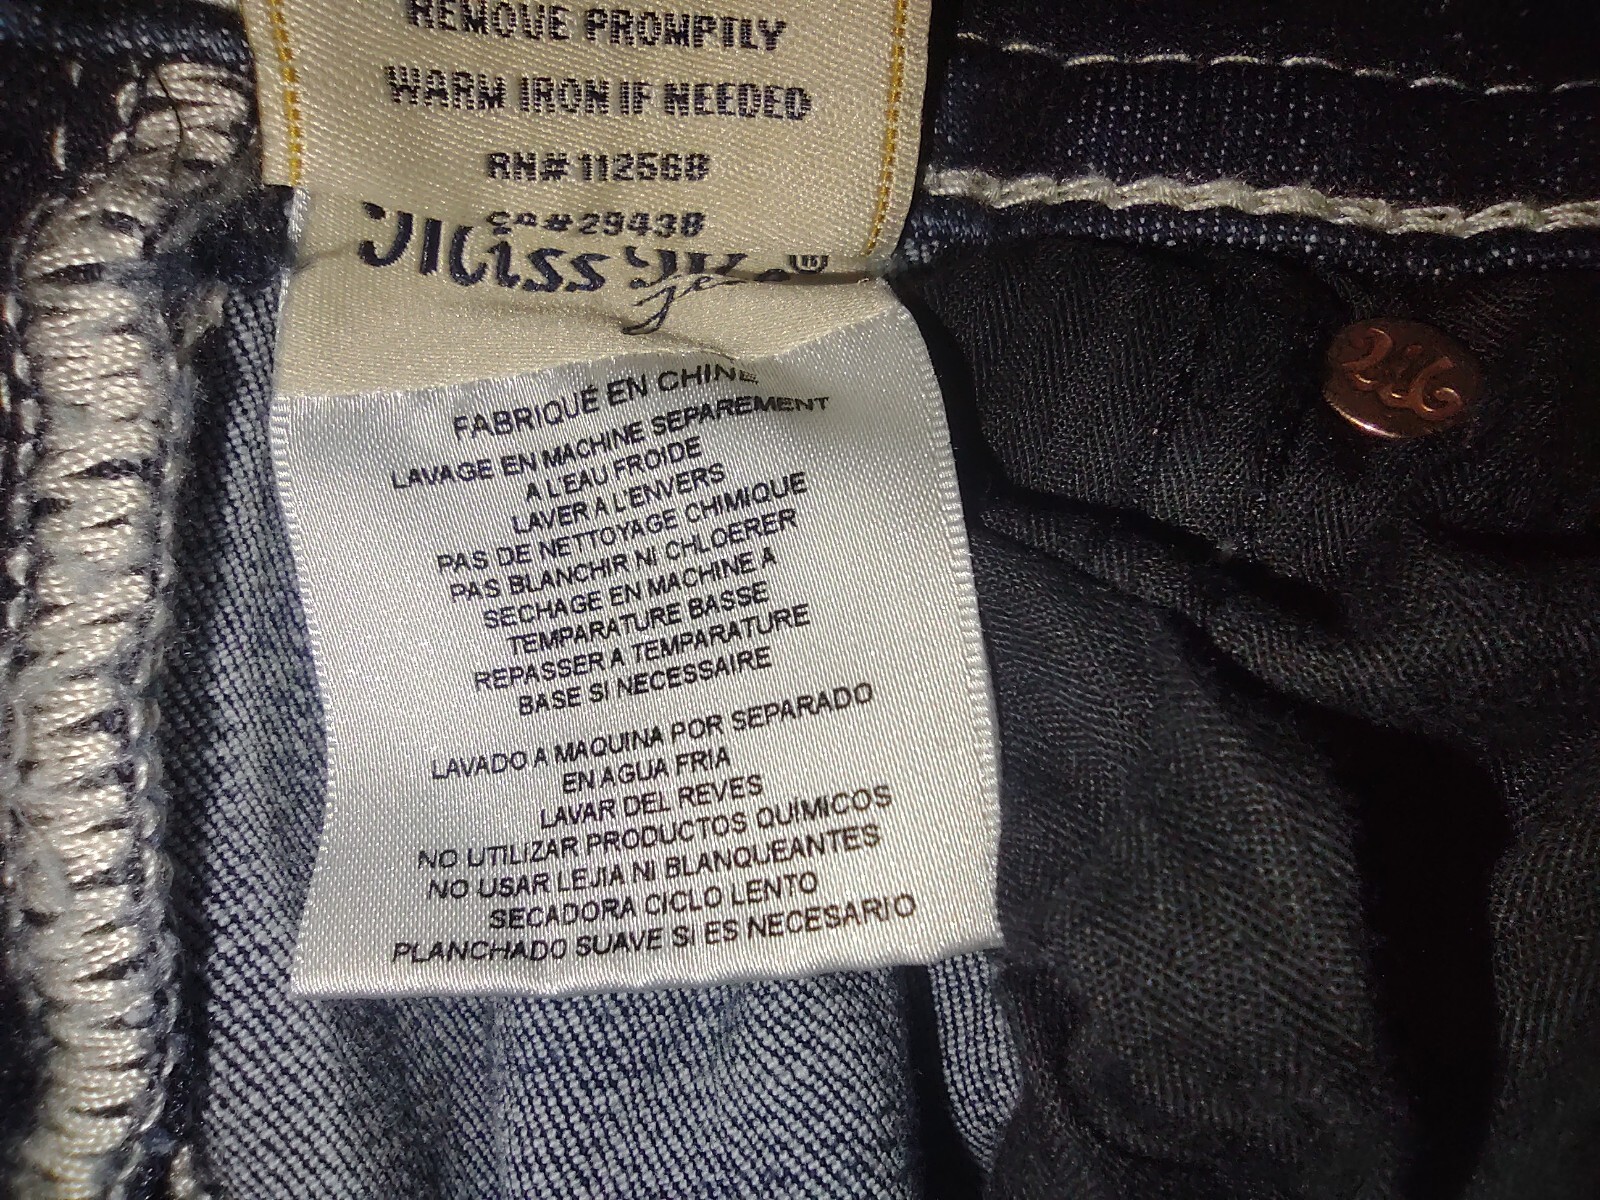 REMOVE PROMPTLY
WARM IRON IF NEEDED
RN# 112568
CA#29438
Miss
FABRIQUÉ EN CHINE
LAVAGE EN MACHINE SEPAREMENT
A L'EAU FROIDE
LAVER A L'ENVERS
PAS DE NETTOYAGE CHIMIQUE
PAS BLANCHIR NI CHLOERER
SECHAGE EN MACHINE A
TEMPARATURE BASSE
REPASSER A TEMPARATURE
BASE SI NECESSAIRE
LAVADO A MAQUINA POR SEPARADO
EN AGUA FRIA
LAVAR DEL REVES
NO UTILIZAR PRODUCTOS QUIMICOS
NO USAR LEJIA NI BLANQUEANTES
SECADORA CICLO LENTO
PLANCHADO SUAVE SI ES NECESARIO